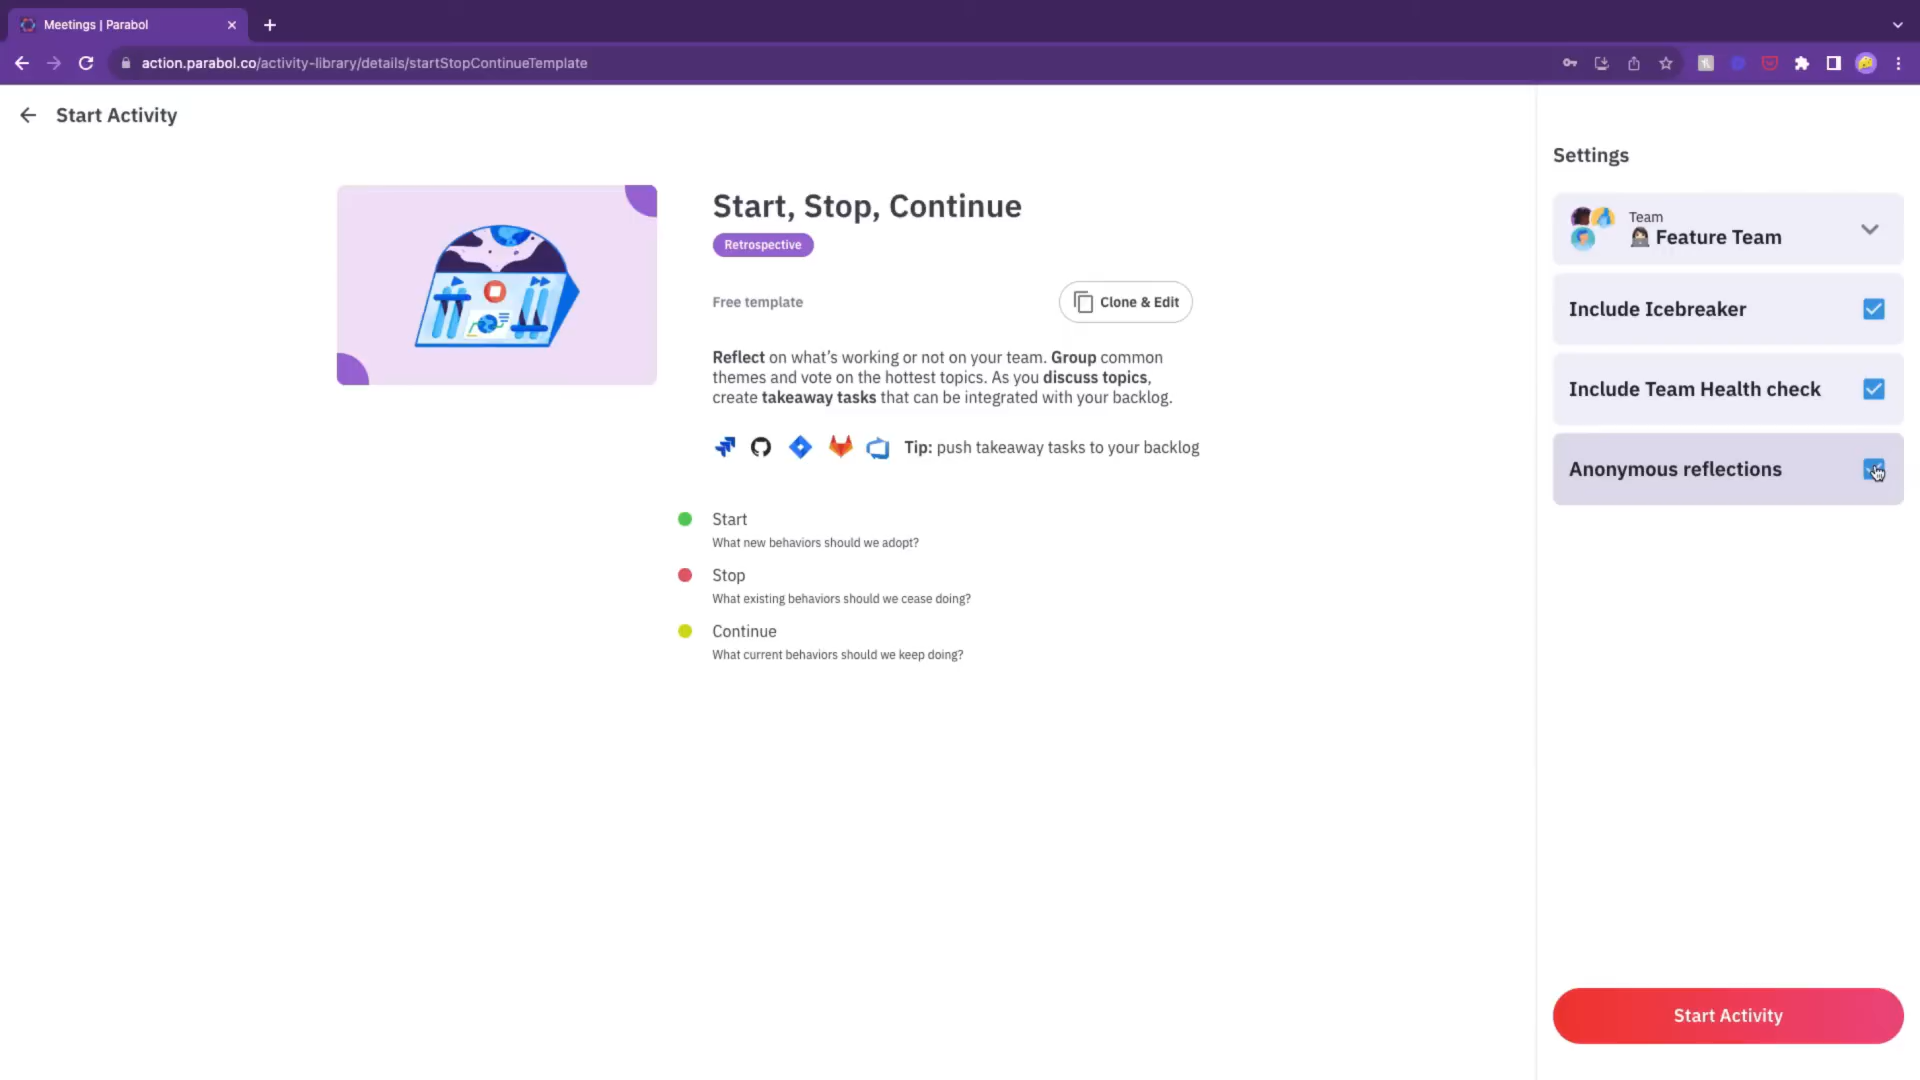 Meetings | Parabol
action.parabol.co/activity-library/details/startStopContinueTemplate
Start Activity
Start, Stop, Continue
Retrospective
Free template
Clone & Edit
Reflect on what’s working or not on your team. Group common
themes and vote on the hottest topics. As you discuss topics,
create takeaway tasks that can be integrated with your backlog.
Tip: push takeaway tasks to your backlog
Start
What new behaviors should we adopt?
Stop
What existing behaviors should we cease doing?
Continue
What current behaviors should we keep doing?
Settings
Team
Feature Team
Include Icebreaker
Include Team Health check
Anonymous reflections
Start Activity